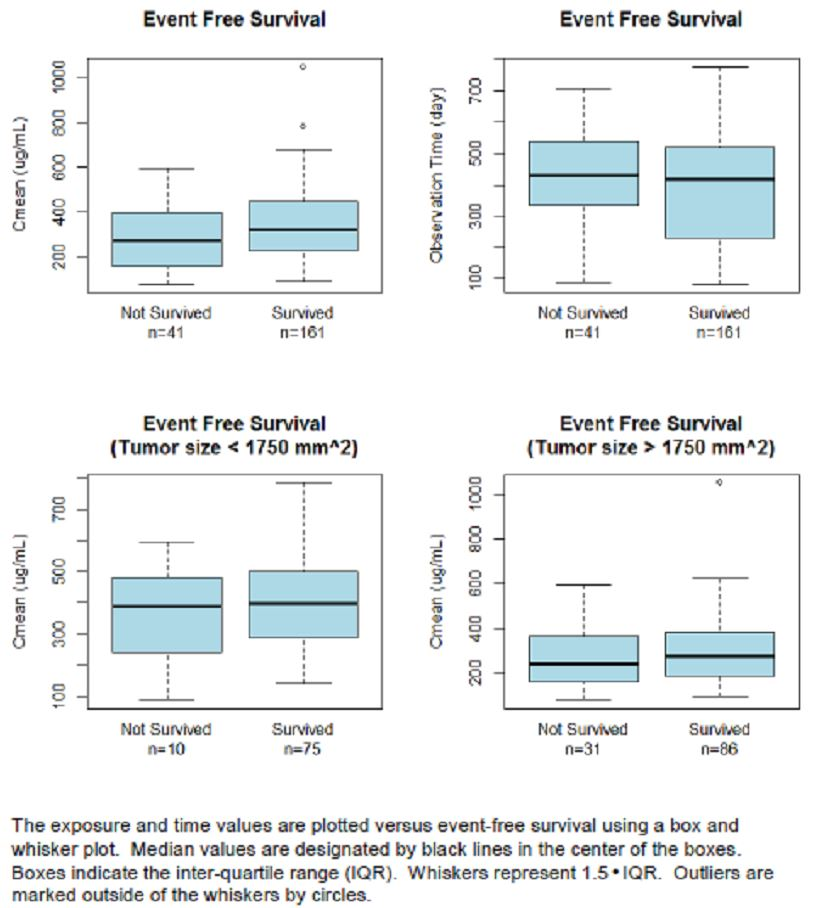 Event Free Survival
Cmean (ug/mL)
1000
800
600
400
200
Not Survived
n=41
Survived
n=161
Event Free Survival
Observation Time (day)
700
500
300
100
Not Survived
n=41
Survived
n=161
Event Free Survival
(Tumor size < 1750 mm^2)
Cmean (ug/mL)
700
500
300
100
Not Survived
n=10
Survived
n=75
Event Free Survival
(Tumor size > 1750 mm^2)
Cmean (ug/mL)
1000
800
600
400
200
Not Survived
n=31
Survived
n=86
The exposure and time values are plotted versus event-free survival using a box and
whisker plot. Median values are designated by black lines in the center of the boxes.
Boxes indicate the inter-quartile range (IQR). Whiskers represent 1.5•IQR. Outliers are
marked outside of the whiskers by circles.